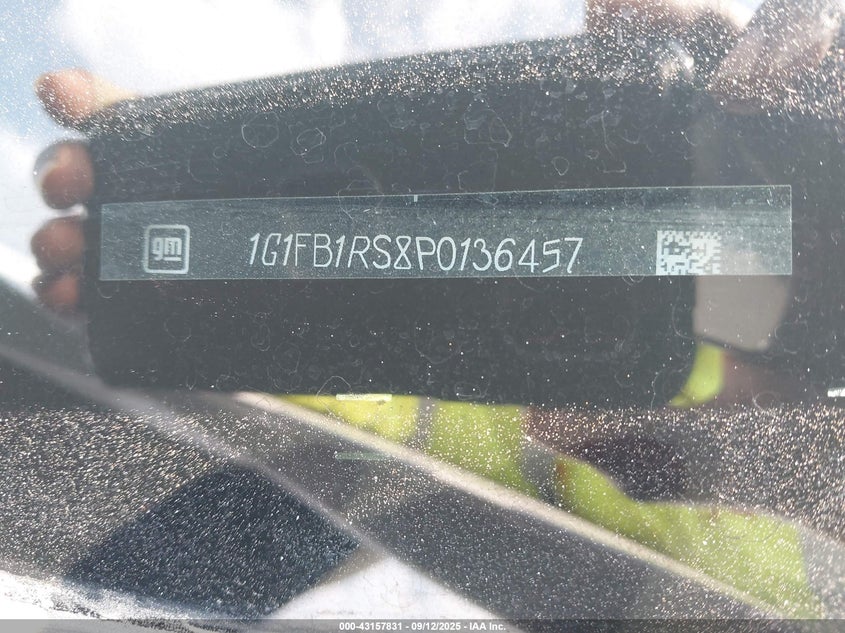 gm 1G1FB1RS8P0136457
000-43157831 - 09/12/2025 - IAA Inc.